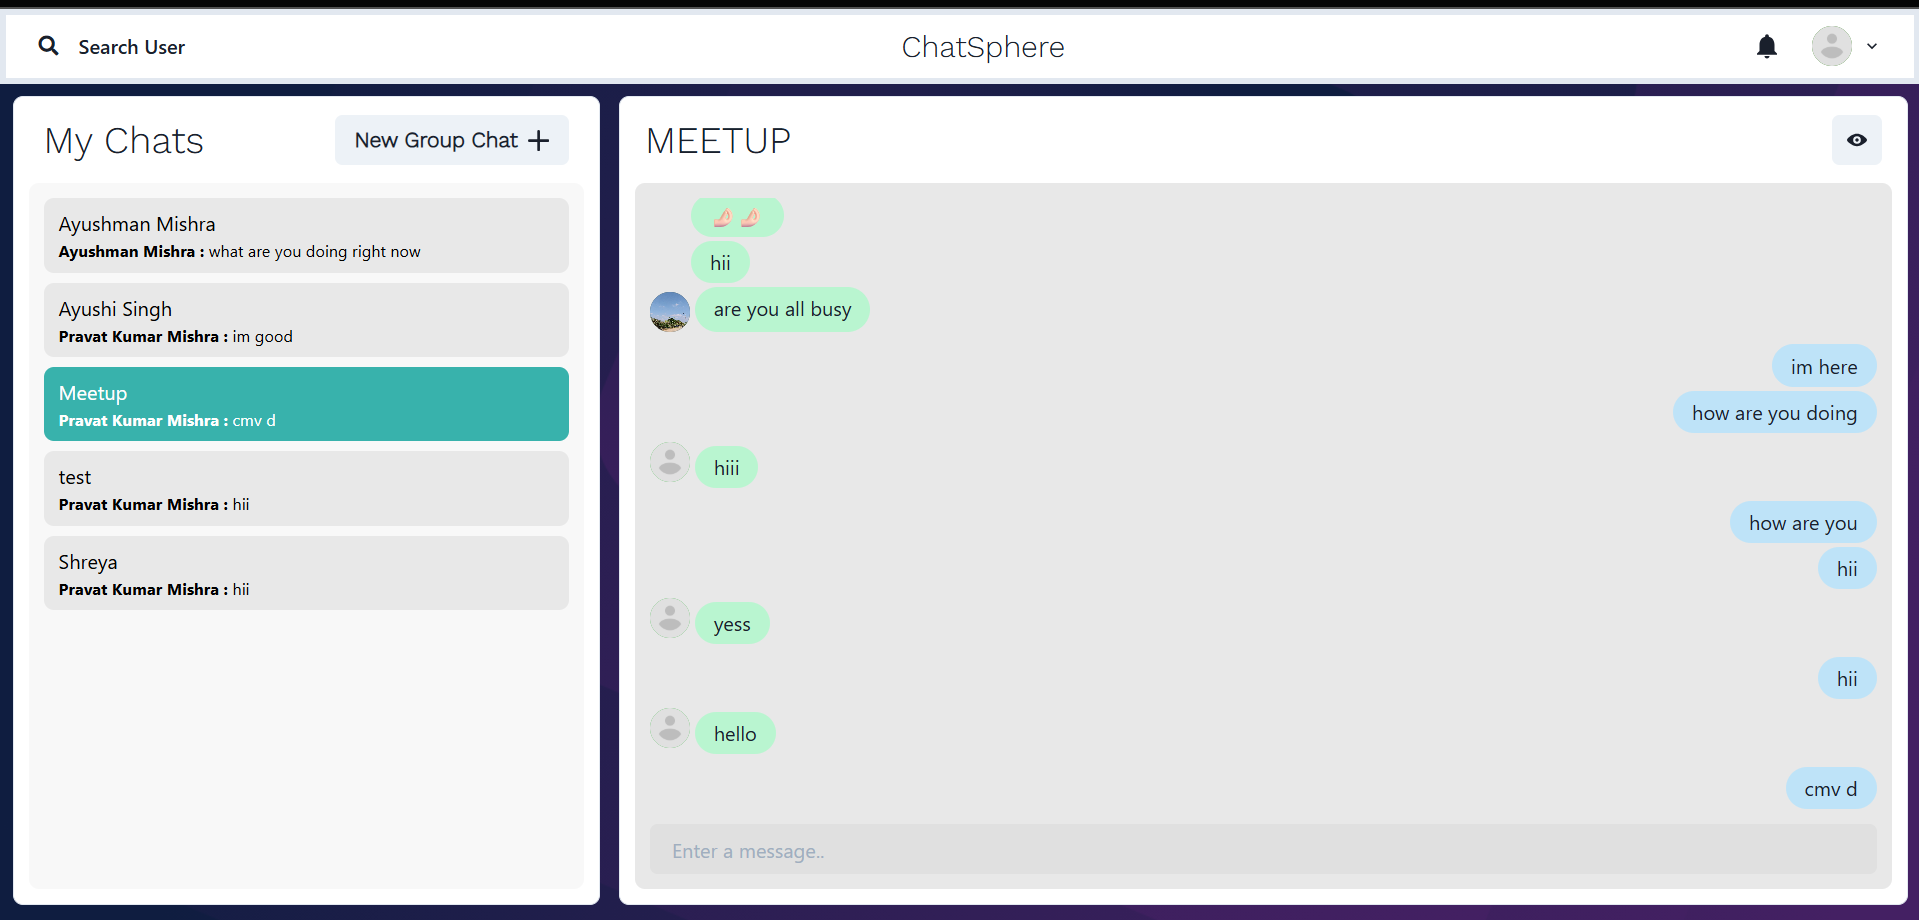 Search User
ChatSphere
My Chats
New Group Chat
Ayushman Mishra
Ayushman Mishra : what are you doing right now
Ayushi Singh
Pravat Kumar Mishra : im good
Meetup
Pravat Kumar Mishra : cmv d
test
Pravat Kumar Mishra : hii
Shreya
Pravat Kumar Mishra : hii
MEETUP
hii
are you all busy
im here
how are you doing
hiii
how are you
hii
yess
hii
hello
cmv d
Enter a message..